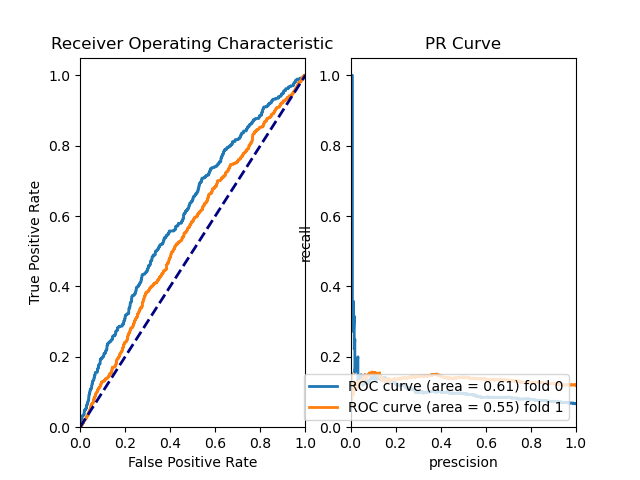 Receiver Operating Characteristic
PR Curve
1.0
0.8
0.6
0.4
0.2
0.0
True Positive Rate
0.0 0.2 0.4 0.6 0.8 1.0
False Positive Rate
1.0
0.8
0.6
0.4
0.2
0.0
recall
0.0 0.2 0.4 0.6 0.8 1.0
prescision
ROC curve (area = 0.61) fold 0
ROC curve (area = 0.55) fold 1